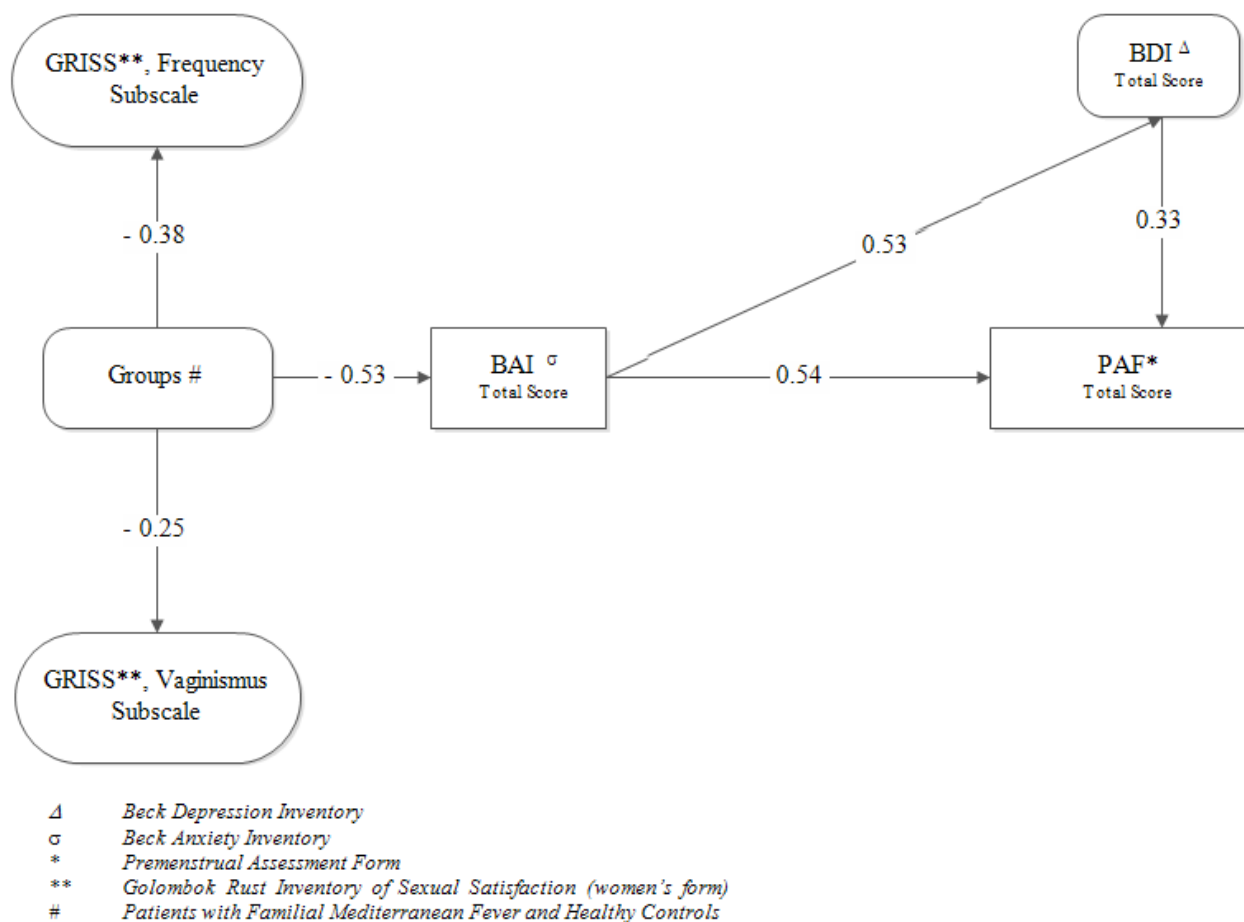 GRISS**, Frequency
Subscale
BDI Δ
Total Score
- 0.38
0.53
0.33
Groups #
- 0.53
BAI σ
Total Score
0.54
PAF*
Total Score
- 0.25
GRISS**, Vaginismus
Subscale
Δ Beck Depression Inventory
σ Beck Anxiety Inventory
* Premenstrual Assessment Form
** Golombok Rust Inventory of Sexual Satisfaction (women's form)
# Patients with Familial Mediterranean Fever and Healthy Controls